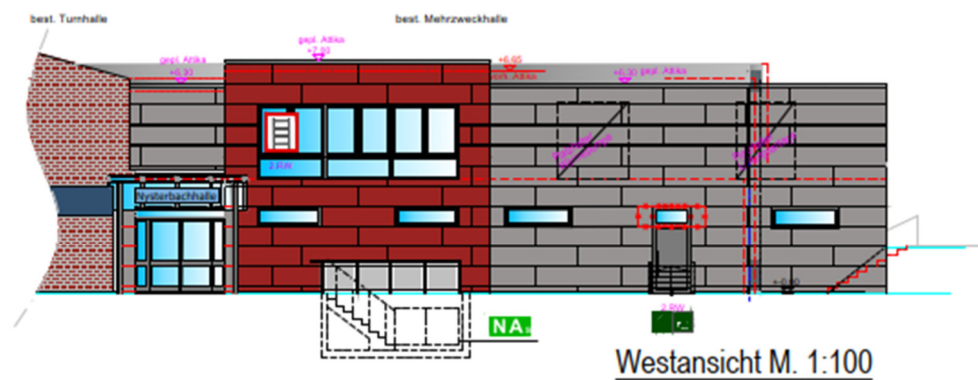 best. Turnhalle
best. Mehrzweckhalle
gepl. Attika
+7,80
gepl. Attika
+6,30
+6,65
Attika
+6,30 gepl. Attika
2.RW
Nysterbachhalle
NA
2.RW
Westansicht M. 1:100